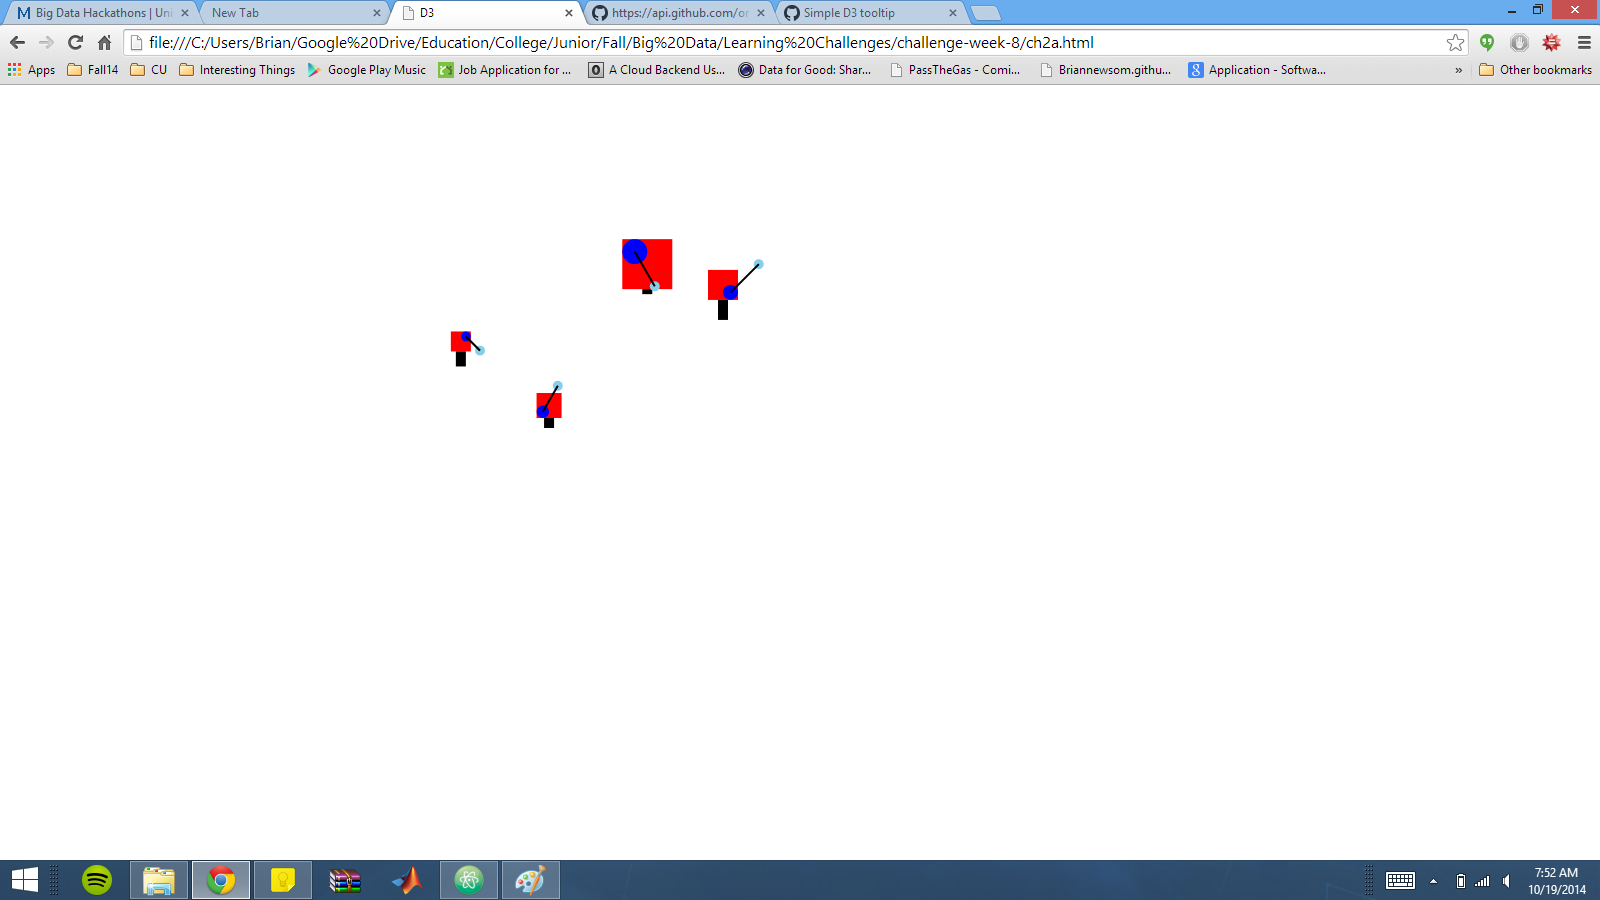 Big Data Hackathons | Uni
New Tab
D3
https://api.github.com/or
Simple D3 tooltip
file:///C:/Users/Brian/Google%20Drive/Education/College/Junior/Fall/Big%20Data/Learning%20Challenges/challenge-week-8/ch2a.html
Apps
Fall14
CU
Interesting Things
Google Play Music
Job Application for ...
A Cloud Backend Us...
Data for Good: Shar...
PassTheGas - Comi...
Briannewsom.githu...
Application - Softwa...
»
Other bookmarks
7:52 AM
10/19/2014